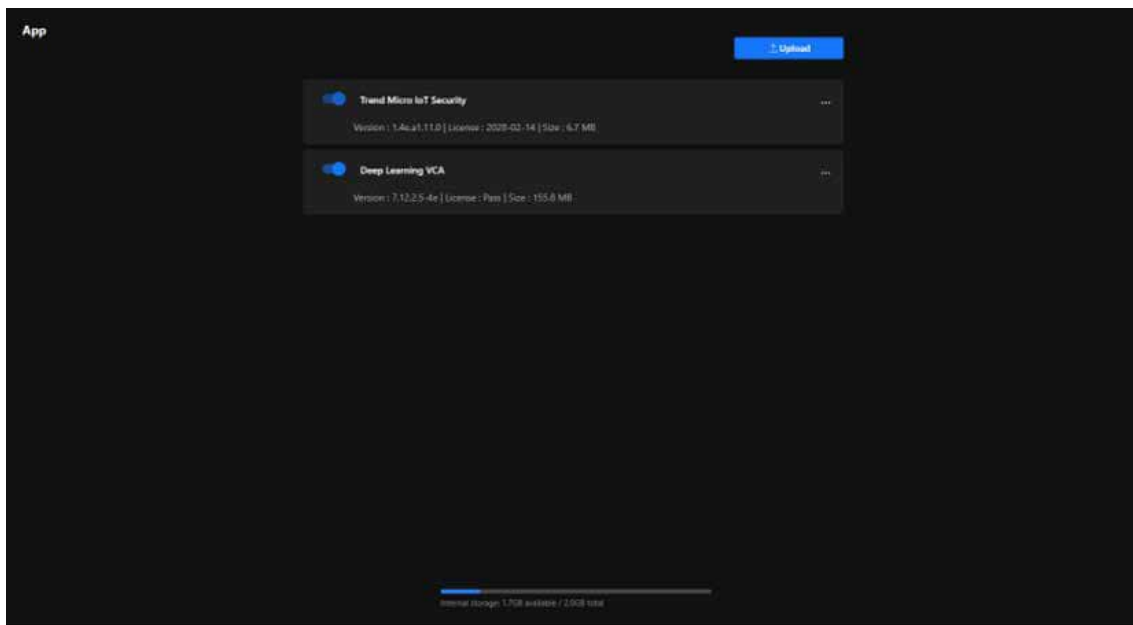 App
Upload
Trend Micro IoT Security
...
Version : 1.4e.a1.11.0 | License : 2028-02-14 | Size : 6.7 MB
Deep Learning VCA
...
Version : 7.12.2.5-4e | License : Pass | Size : 155.8 MB
Internal storage: 1.7GB available / 2.0GB total